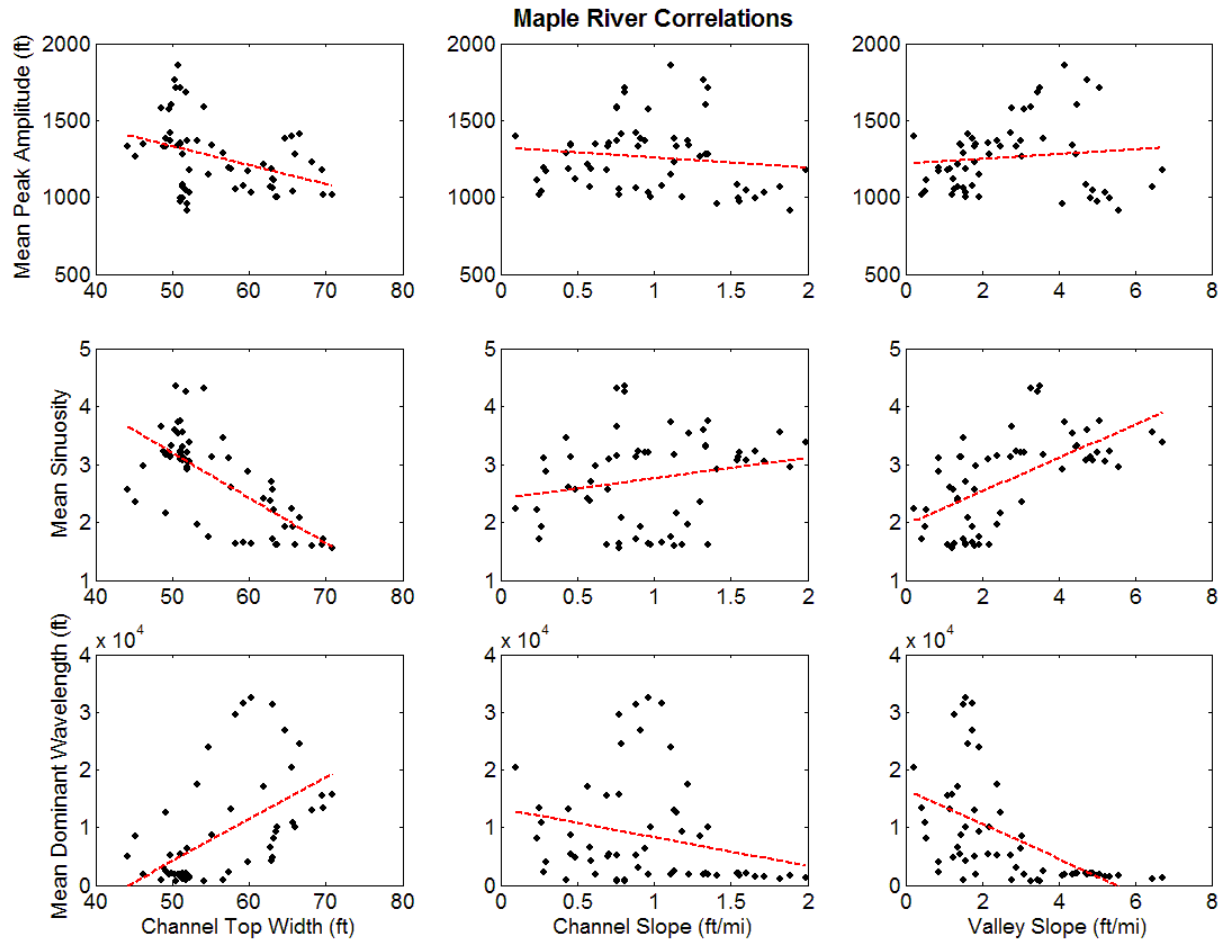 Maple River Correlations
Mean Peak Amplitude (ft)
2000
1500
1000
500
40 50 60 70 80
2000
1500
1000
500
0 0.5 1 1.5 2
2000
1500
1000
500
0 2 4 6 8
Mean Sinuosity
5
4
3
2
1
40 50 60 70 80
5
4
3
2
1
0 0.5 1 1.5 2
5
4
3
2
1
0 2 4 6 8
Mean Dominant Wavelength (ft)
x 10^4
4
3
2
1
0
40 50 60 70 80
Channel Top Width (ft)
x 10^4
4
3
2
1
0
0 0.5 1 1.5 2
Channel Slope (ft/mi)
x 10^4
4
3
2
1
0
0 2 4 6 8
Valley Slope (ft/mi)